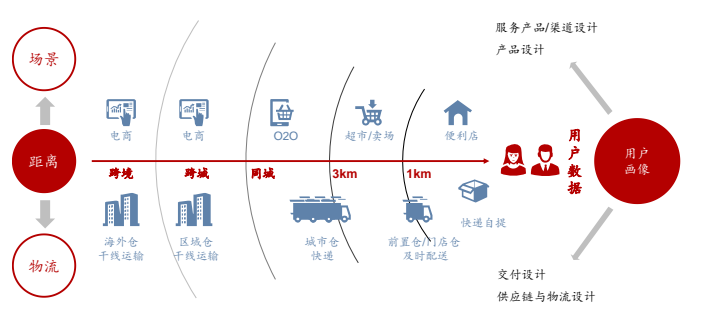 服务产品/渠道设计
产品设计
场景
电商
电商
O2O
超市/卖场
便利店
距离
跨境
跨城
同城
3km
1km
用户数据
用户
画像
物流
海外仓
干线运输
区域仓
干线运输
城市仓
快递
前置仓/门店仓
及时配送
快递自提
交付设计
供应链与物流设计